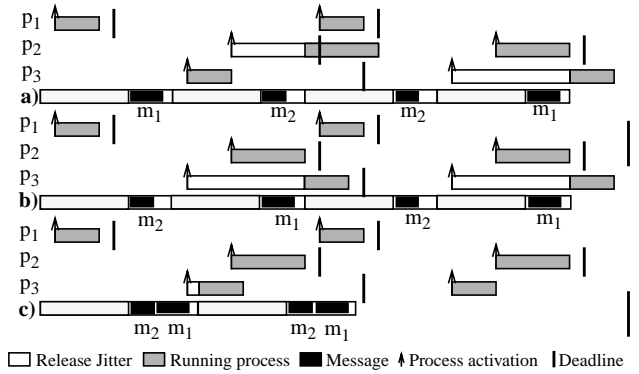 p1
p2
p3
a)
m1 m2 m2 m1
p1
p2
p3
b)
m2 m1 m2 m1
p1
p2
p3
c)
m2 m1 m2 m1
Release Jitter Running process Message Process activation Deadline